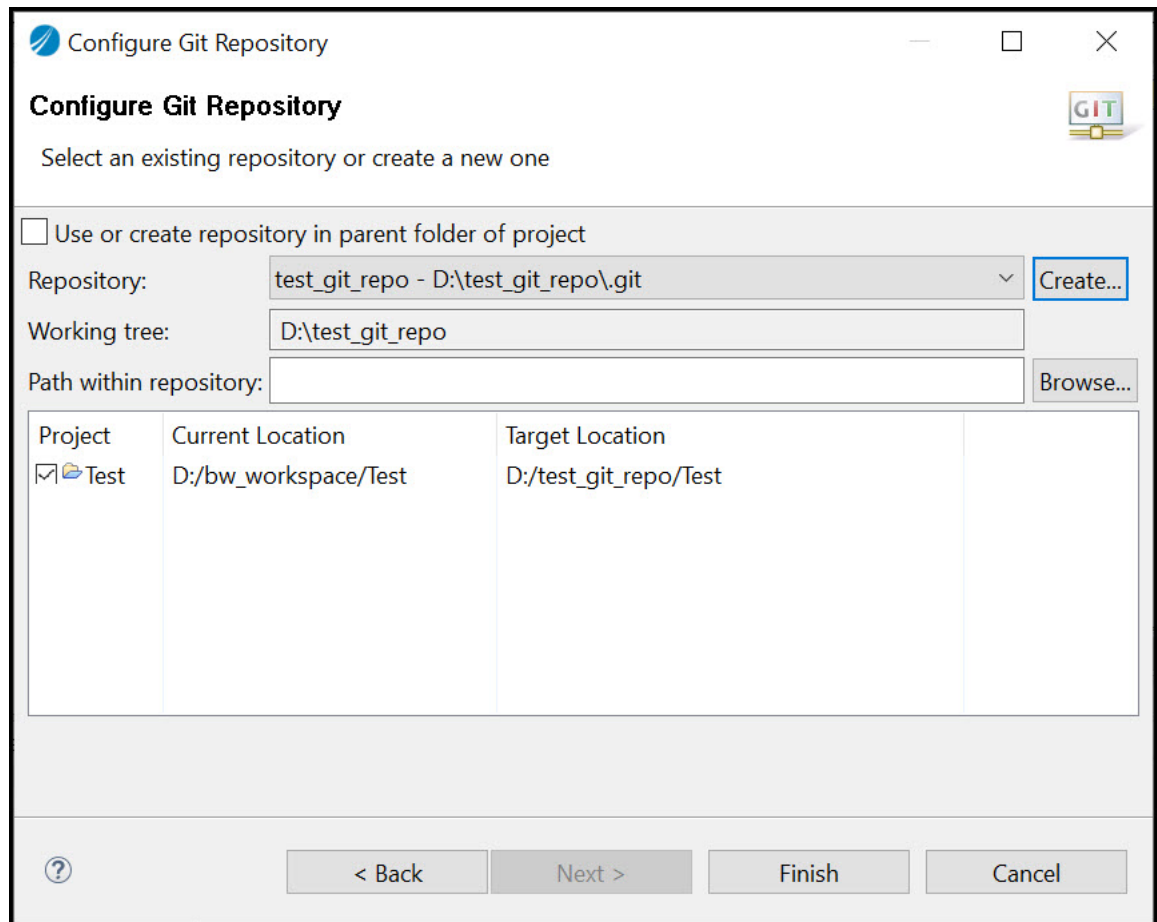 Configure Git Repository
Configure Git Repository
GIT
Select an existing repository or create a new one
Use or create repository in parent folder of project
Repository: test_git_repo - D:\test_git_repo\.git Create...
Working tree: D:\test_git_repo
Path within repository: Browse...
Project Current Location Target Location
Test D:/bw_workspace/Test D:/test_git_repo/Test
? < Back Next > Finish Cancel